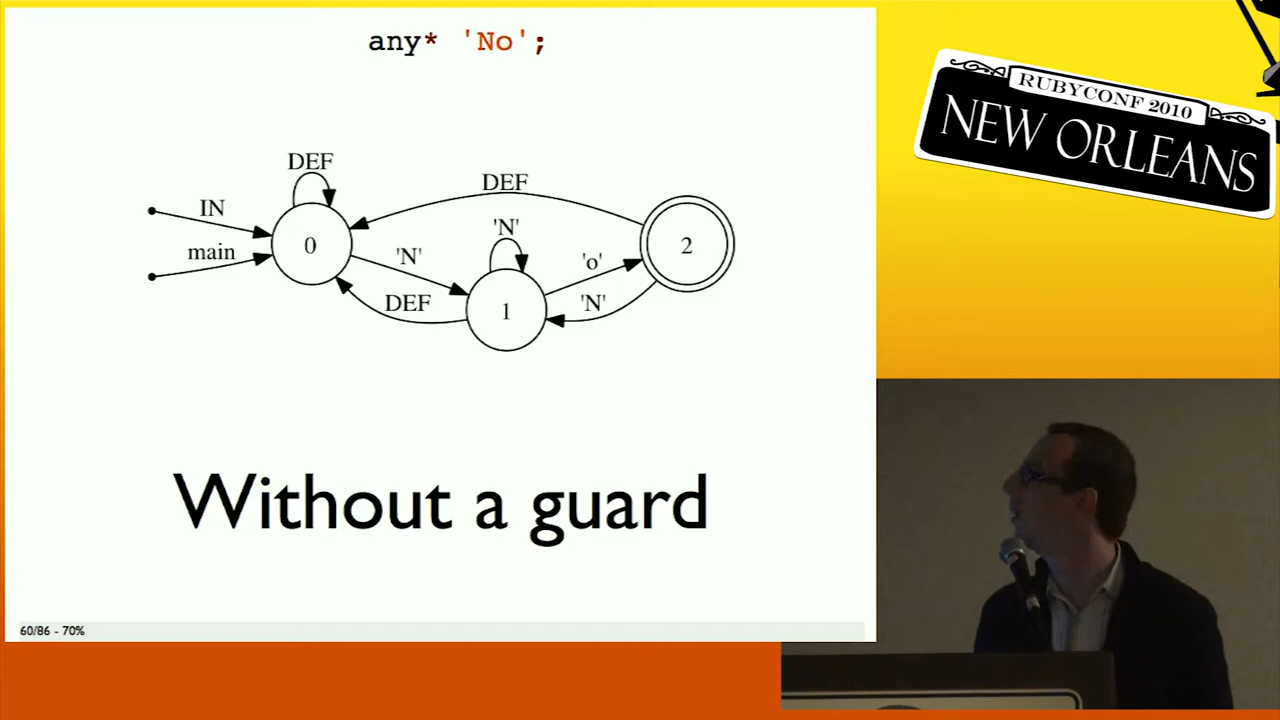 any* 'No';
DEF
DEF
IN
'N'
main
'N'
'o'
0
2
DEF
'N'
1
Without a guard
60/86 - 70%
RUBYCONF 2010
NEW ORLEANS